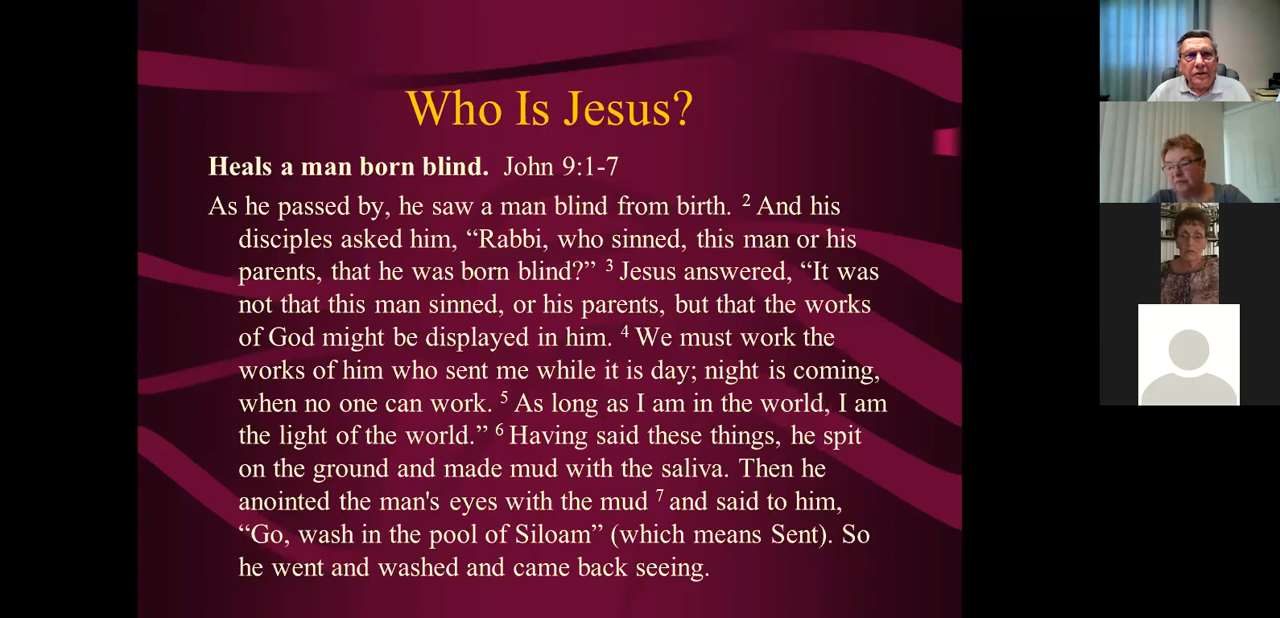 Who Is Jesus?
Heals a man born blind. John 9:1-7
As he passed by, he saw a man blind from birth. 2 And his
disciples asked him, “Rabbi, who sinned, this man or his
parents, that he was born blind?” 3 Jesus answered, “It was
not that this man sinned, or his parents, but that the works
of God might be displayed in him. 4 We must work the
works of him who sent me while it is day; night is coming,
when no one can work. 5 As long as I am in the world, I am
the light of the world.” 6 Having said these things, he spit
on the ground and made mud with the saliva. Then he
anointed the man's eyes with the mud 7 and said to him,
“Go, wash in the pool of Siloam” (which means Sent). So
he went and washed and came back seeing.